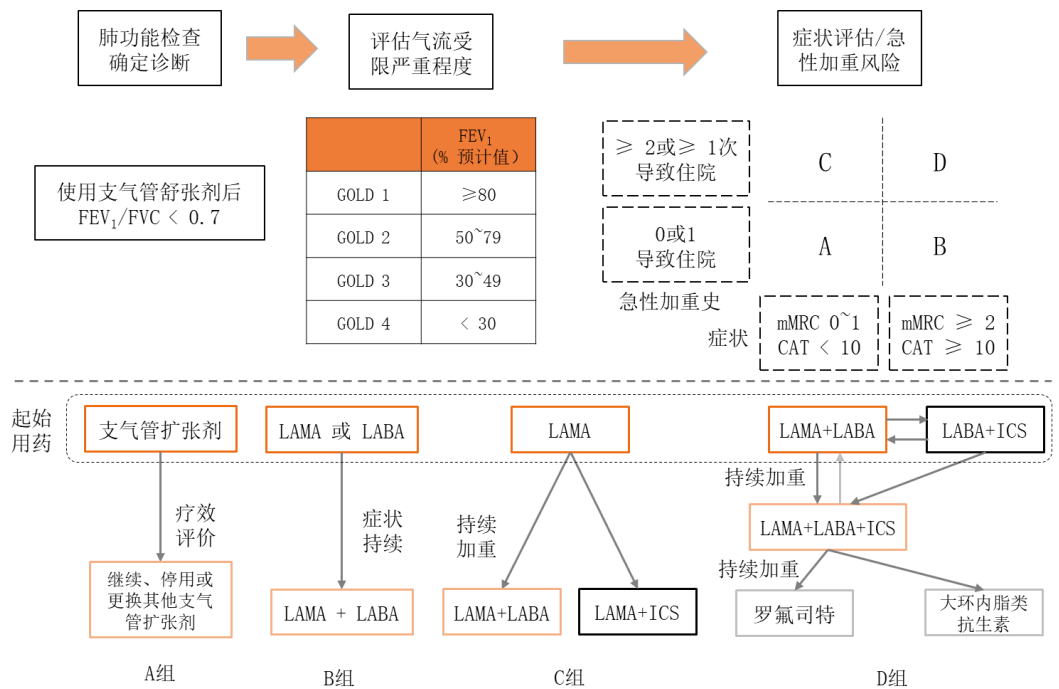 肺功能检查
确定诊断
评估气流受
限严重程度
症状评估/急
性加重风险
使用支气管舒张剂后
FEV₁/FVC < 0.7
FEV₁
(% 预计值)
GOLD 1
≥80
GOLD 2
50~79
GOLD 3
30~49
GOLD 4
< 30
≥ 2或≥ 1次
导致住院
C
D
0或1
导致住院
A
B
急性加重史
症状
mMRC 0~1
CAT < 10
mMRC ≥ 2
CAT ≥ 10
起始
用药
支气管扩张剂
LAMA 或 LABA
LAMA
LAMA+LABA
LABA+ICS
疗效
评价
症状
持续
持续
加重
持续加重
LAMA+LABA+ICS
持续加重
继续、停用或
更换其他支气
管扩张剂
LAMA + LABA
LAMA+LABA
LAMA+ICS
罗氟司特
大环内脂类
抗生素
A组
B组
C组
D组